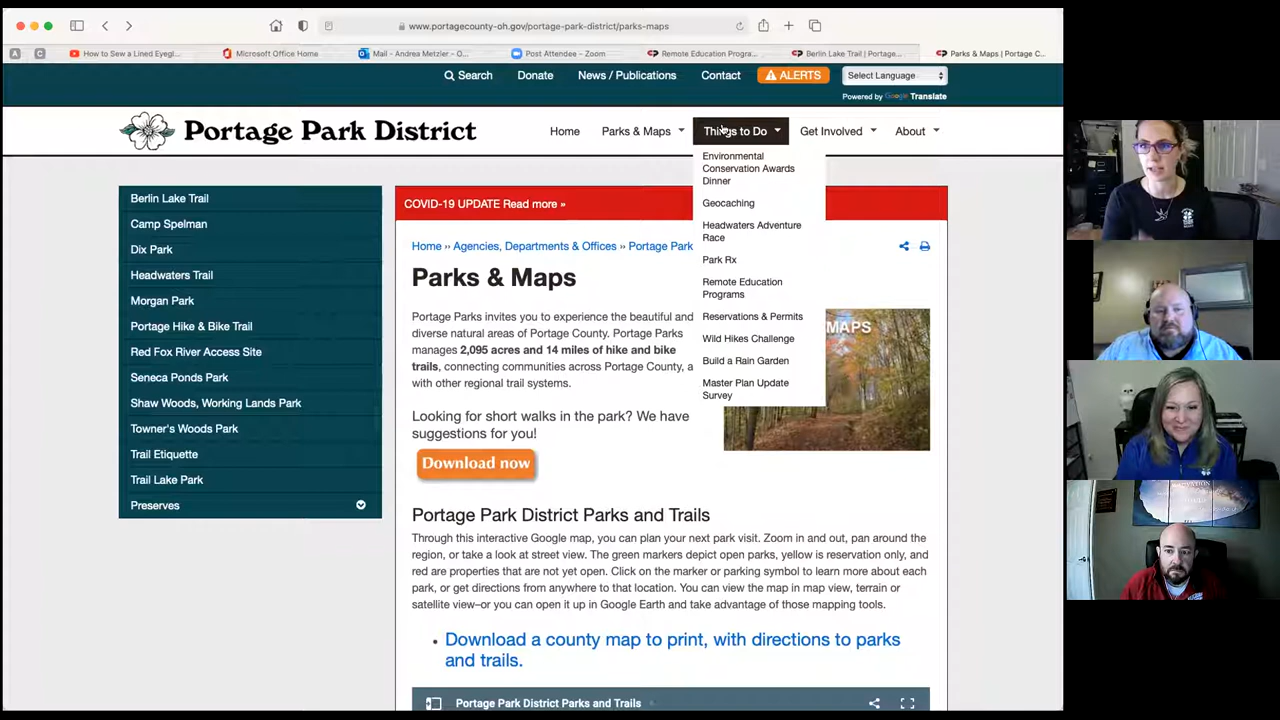 www.portagecounty-oh.gov/portage-park-district/parks-maps
A
C
How to Sew a Lined Eyegl...
Microsoft Office Home
Mail - Andrea Metzler - O...
Post Attendee – Zoom
Remote Education Progra...
Berlin Lake Trail | Portage...
Parks & Maps | Portage C...
Search
Donate
News / Publications
Contact
ALERTS
Select Language
Powered by Google Translate
Portage Park District
Home
Parks & Maps
Things to Do
Get Involved
About
Environmental
Conservation Awards
Dinner
Geocaching
Headwaters Adventure
Race
Park Rx
Remote Education
Programs
Reservations & Permits
Wild Hikes Challenge
Build a Rain Garden
Master Plan Update
Survey
Berlin Lake Trail
Camp Spelman
Dix Park
Headwaters Trail
Morgan Park
Portage Hike & Bike Trail
Red Fox River Access Site
Seneca Ponds Park
Shaw Woods, Working Lands Park
Towner's Woods Park
Trail Etiquette
Trail Lake Park
Preserves
COVID-19 UPDATE Read more »
Home ›› Agencies, Departments & Offices ›› Portage Park
Parks & Maps
Portage Parks invites you to experience the beautiful and
diverse natural areas of Portage County. Portage Parks
manages 2,095 acres and 14 miles of hike and bike
trails, connecting communities across Portage County, a
with other regional trail systems.
MAPS
Looking for short walks in the park? We have
suggestions for you!
Download now
Portage Park District Parks and Trails
Through this interactive Google map, you can plan your next park visit. Zoom in and out, pan around the
region, or take a look at street view. The green markers depict open parks, yellow is reservation only, and
red are properties that are not yet open. Click on the marker or parking symbol to learn more about each
park, or get directions from anywhere to that location. You can view the map in map view, terrain or
satellite view–or you can open it up in Google Earth and take advantage of those mapping tools.
• Download a county map to print, with directions to parks
and trails.
Portage Park District Parks and Trails